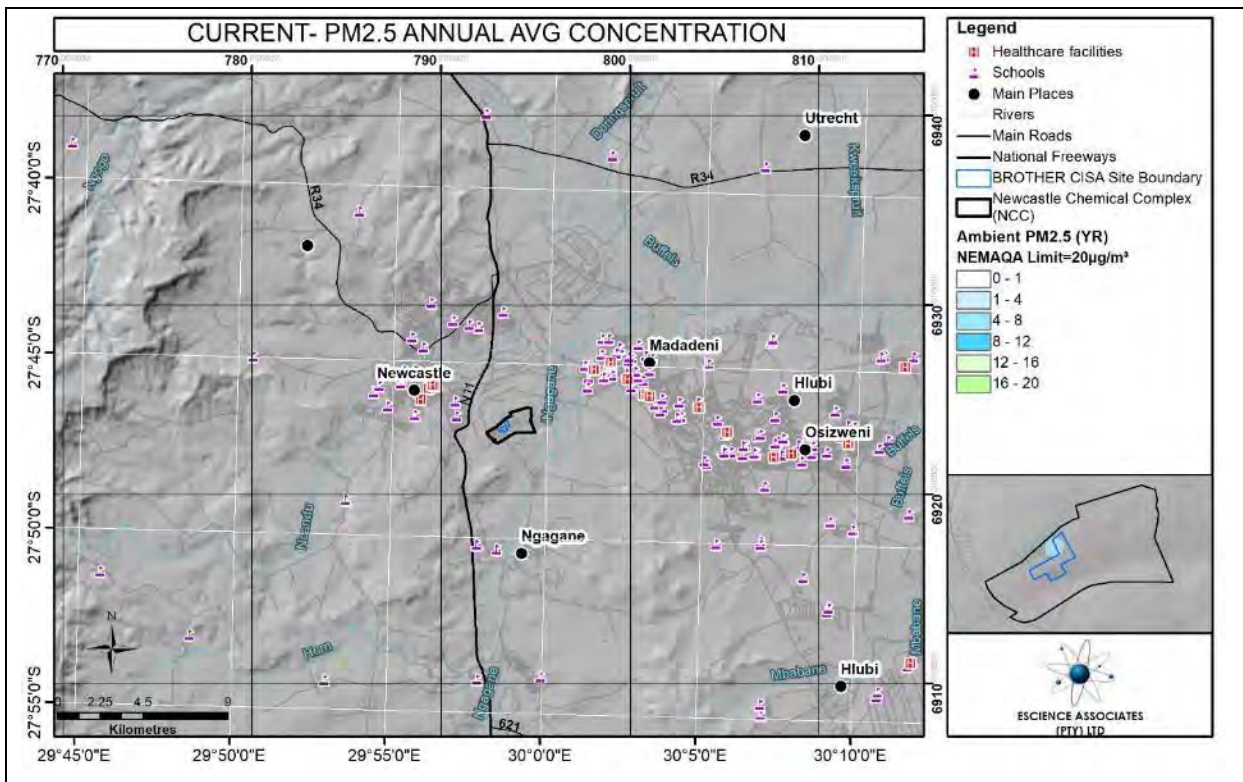 CURRENT- PM2.5 ANNUAL AVG CONCENTRATION
770
780
790
800
810
Legend
Healthcare facilities
Schools
Main Places
Rivers
Main Roads
National Freeways
BROTHER CISA Site Boundary
Newcastle Chemical Complex
(NCC)
Ambient PM2.5 (YR)
NEMAQA Limit=20µg/m³
0 - 1
1 - 4
4 - 8
8 - 12
12 - 16
16 - 20
6940
6930
6920
6910
27°40'0"S
27°45'0"S
27°50'0"S
27°55'0"S
Utrecht
R34
R34
Buffels
Madadeni
Newcastle
N11
Ngagane
Hlubi
Osizweni
Buffels
Buffels
Ngagane
Horn
Mbabane
Mbabane
Hlubi
Ngagane
621
N
0
2.25
4.5
9
Kilometres
29°45'0"E
29°50'0"E
29°55'0"E
30°0'0"E
30°5'0"E
30°10'0"E
ESCIENCE ASSOCIATES
(PTY) LTD